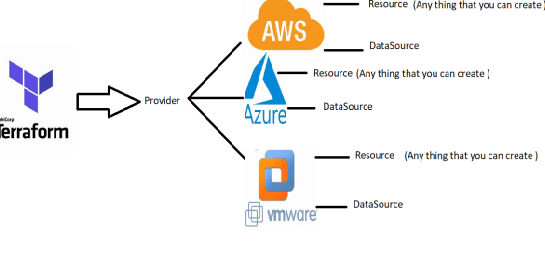 Resource (Any thing that you can create)
AWS
DataSource
Resource (Any thing that you can create )
Provider
DataSource
Azure
Terraform
Resource (Any thing that you can create )
DataSource
vmware